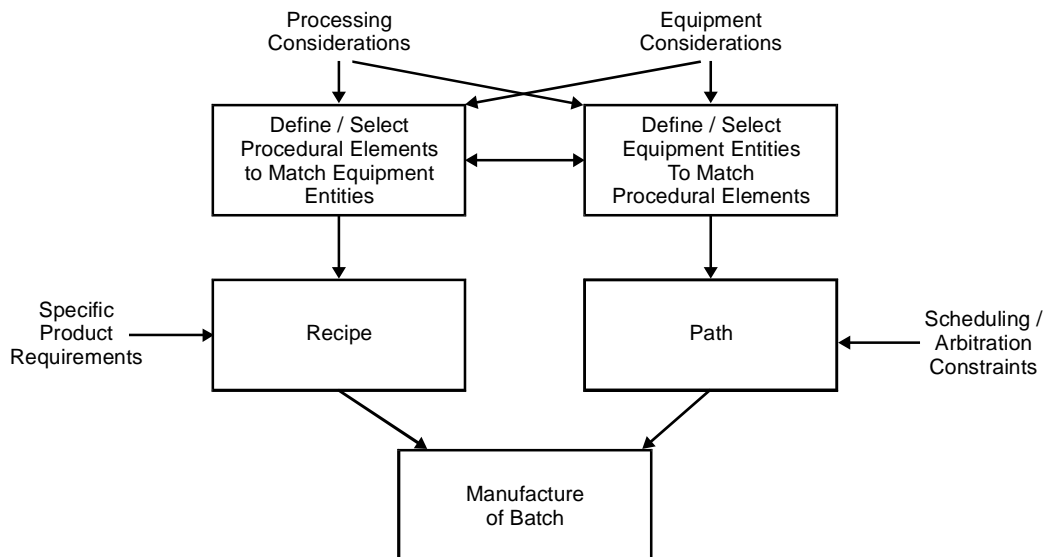 Processing
Considerations
Equipment
Considerations
Define / Select
Procedural Elements
to Match Equipment
Entities
Define / Select
Equipment Entities
To Match
Procedural Elements
Specific
Product
Requirements
Recipe
Path
Scheduling /
Arbitration
Constraints
Manufacture
of Batch